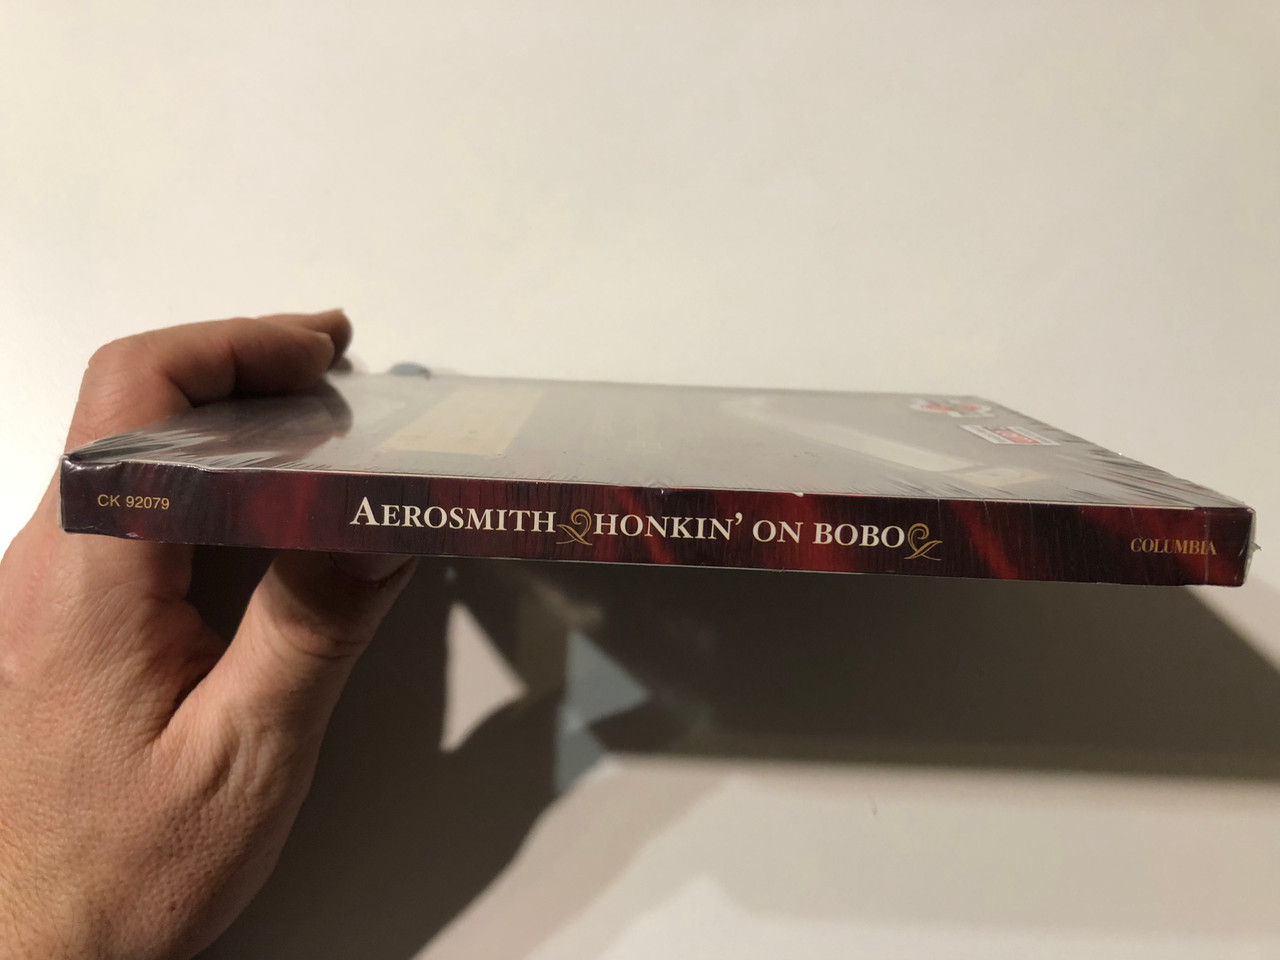 CK 92079
AEROSMITH HONKIN' ON BOBO
COLUMBIA